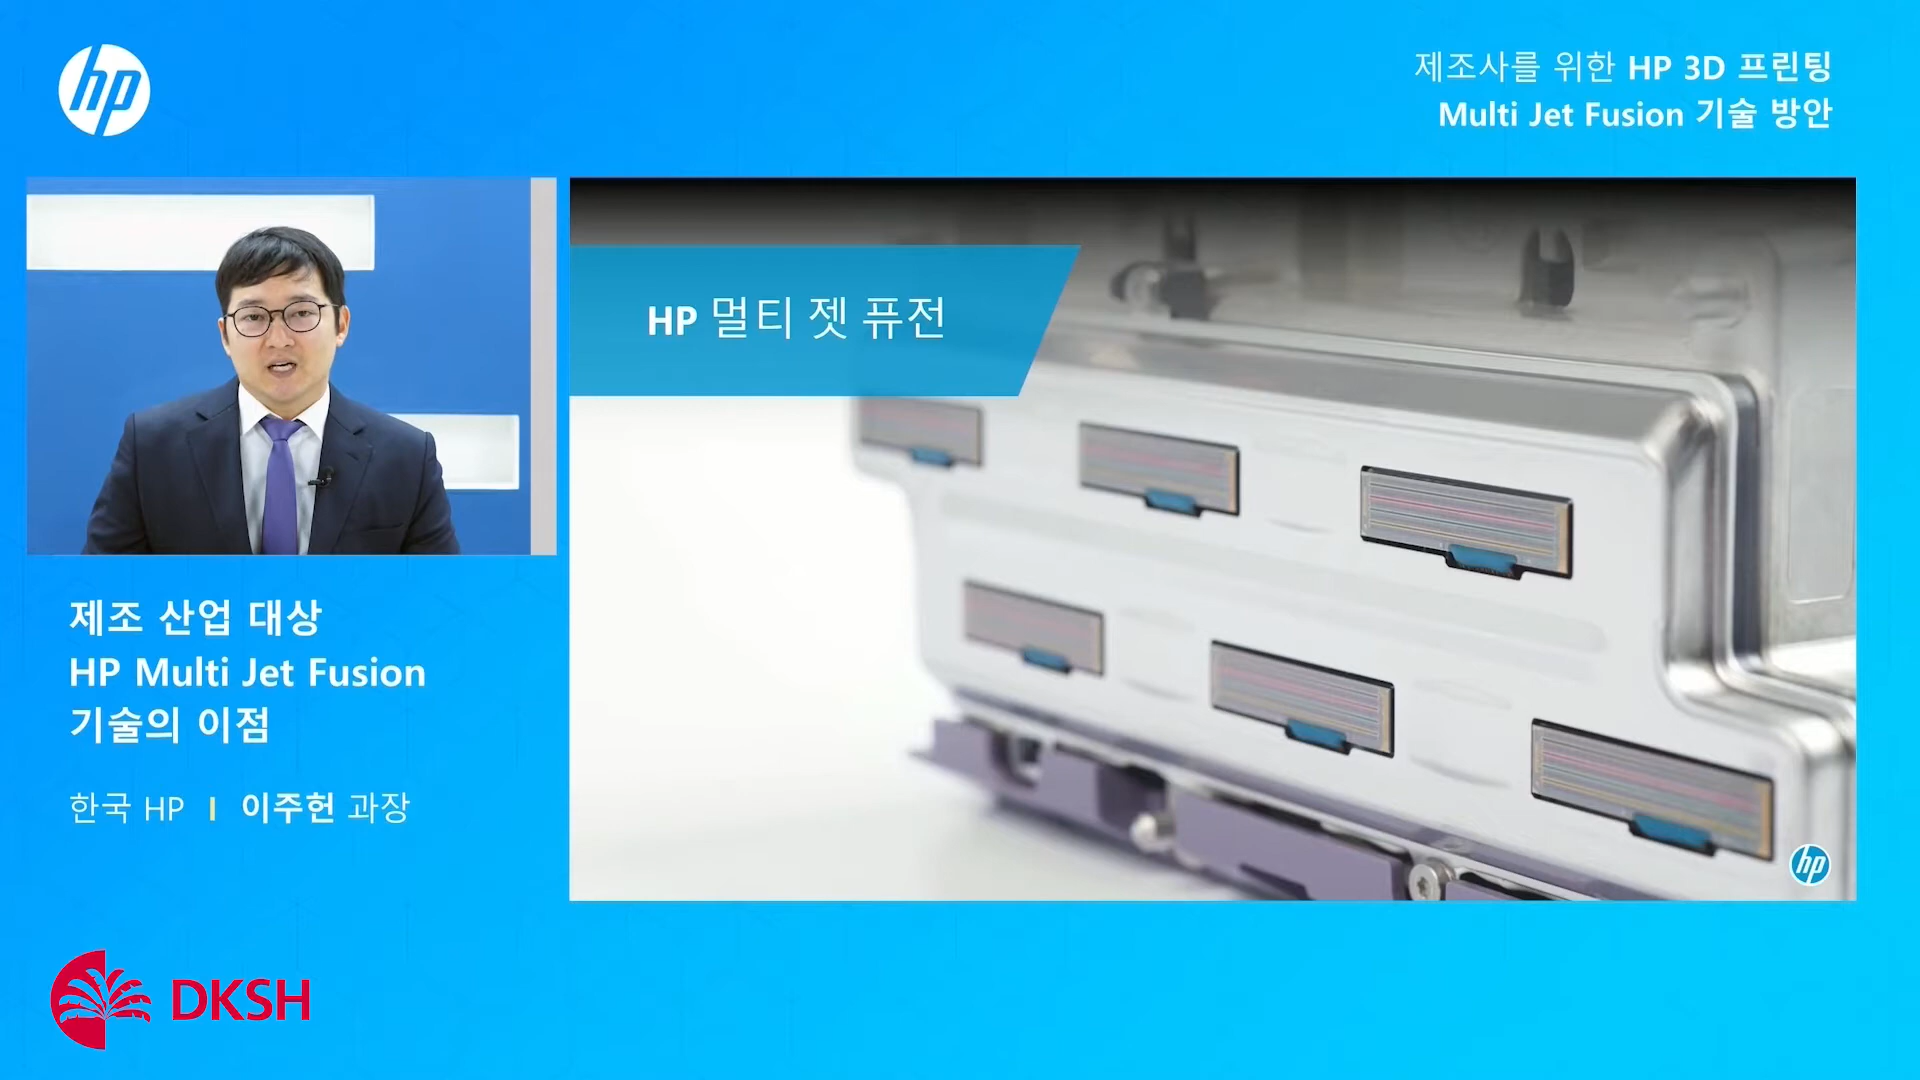 hp
제조사를 위한 HP 3D 프린팅
Multi Jet Fusion 기술 방안
HP 멀티 젯 퓨전
제조 산업 대상
HP Multi Jet Fusion
기술의 이점
한국 HP | 이주헌 과장
hp
DKSH